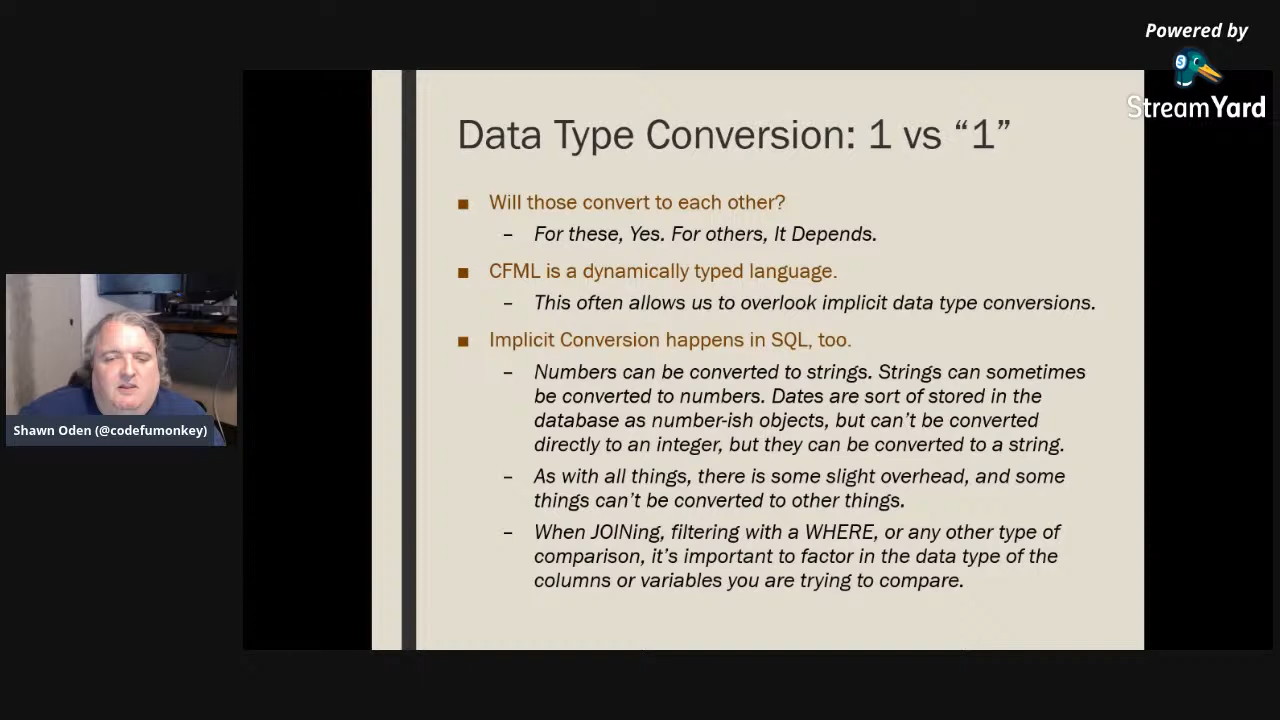 Powered by
StreamYard
Data Type Conversion: 1 vs “1”
■ Will those convert to each other?
– For these, Yes. For others, It Depends.
■ CFML is a dynamically typed language.
– This often allows us to overlook implicit data type conversions.
■ Implicit Conversion happens in SQL, too.
– Numbers can be converted to strings. Strings can sometimes
be converted to numbers. Dates are sort of stored in the
database as number-ish objects, but can’t be converted
directly to an integer, but they can be converted to a string.
– As with all things, there is some slight overhead, and some
things can’t be converted to other things.
– When JOINing, filtering with a WHERE, or any other type of
comparison, it’s important to factor in the data type of the
columns or variables you are trying to compare.
Shawn Oden (@codefumonkey)